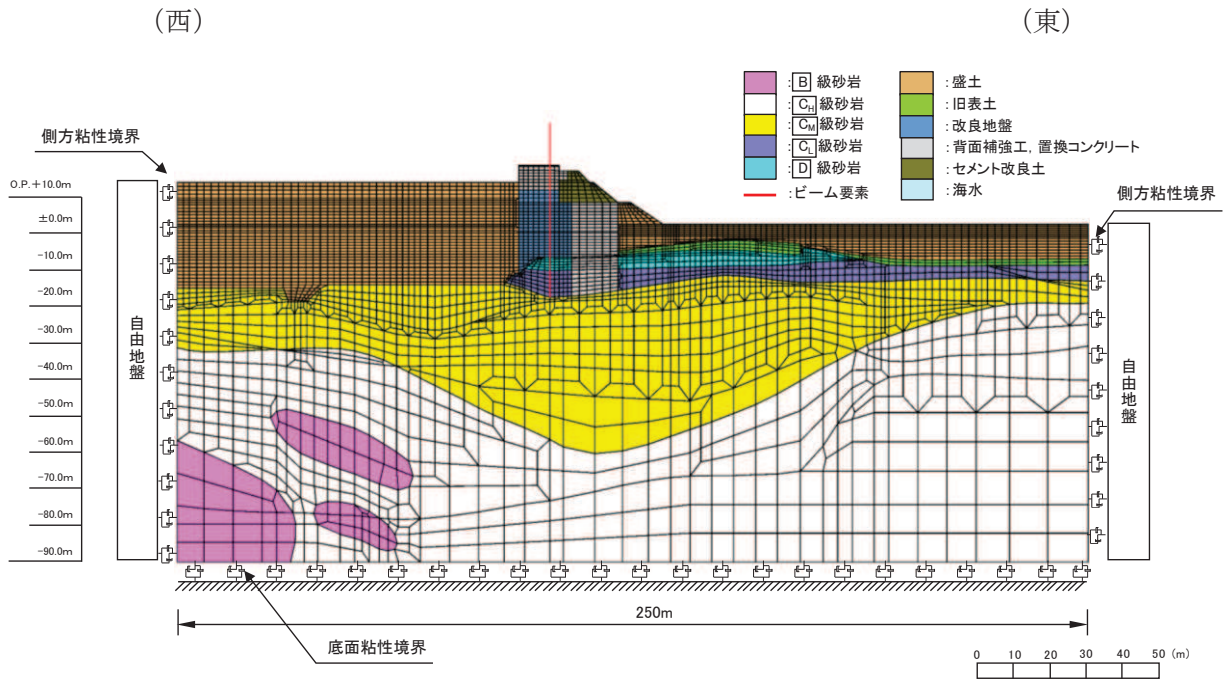 (西)
(東)
:B 級砂岩
:CH 級砂岩
:CM 級砂岩
:CL 級砂岩
:D 級砂岩
:ビーム要素
:盛土
:旧表土
:改良地盤
:背面補強工, 置換コンクリート
:セメント改良土
:海水
側方粘性境界
側方粘性境界
O.P.+10.0m
±0.0m
-10.0m
-20.0m
-30.0m
-40.0m
-50.0m
-60.0m
-70.0m
-80.0m
-90.0m
自由地盤
自由地盤
250m
底面粘性境界
0 10 20 30 40 50 (m)